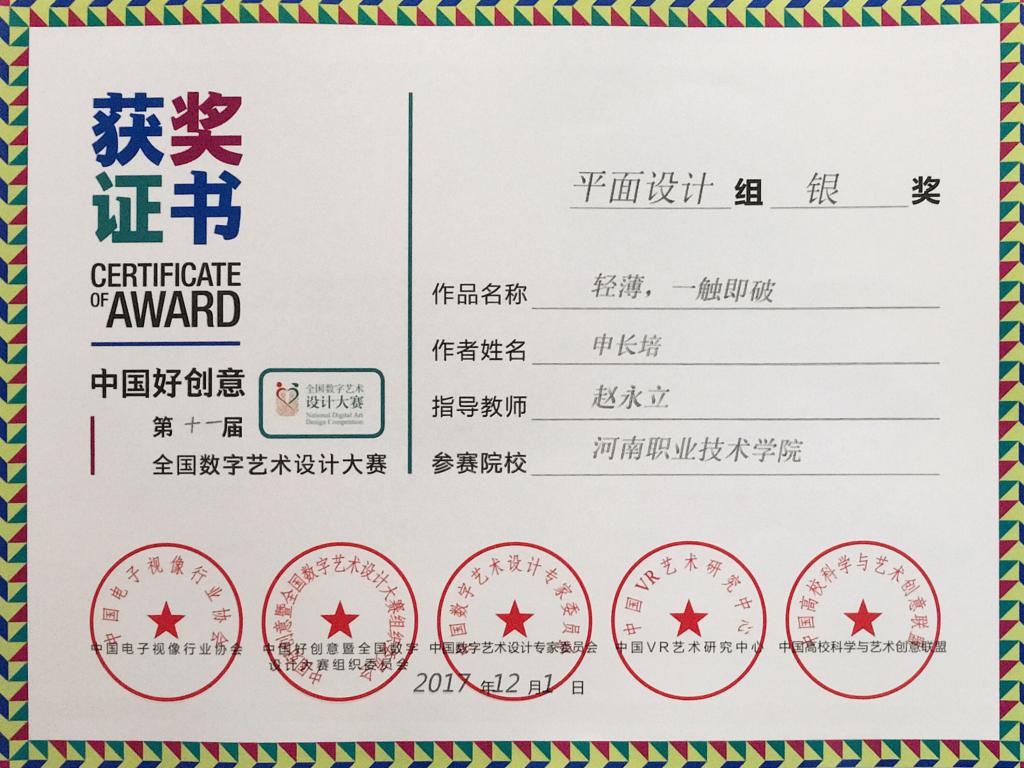 获奖
证书
CERTIFICATE
OF AWARD
中国好创意
第十一届
全国数字艺术设计大赛
全国数字艺术
设计大赛
National Digital Art
Design Competition
平面设计 组 银 奖
作品名称 轻薄，一触即破
作者姓名 申长培
指导教师 赵永立
参赛院校 河南职业技术学院
中国电子视像行业协会
中国好创意暨全国数字艺术设计大赛组织委员会
中国数字艺术设计专家委员会
中国VR艺术研究中心
中国高校科学与艺术创意联盟
中国电子视像行业协会
中国好创意暨全国数字
设计大赛组织委员会
中国数字艺术设计专家委员会
中国VR艺术研究中心
中国高校科学与艺术创意联盟
2017 年 12 月 1 日